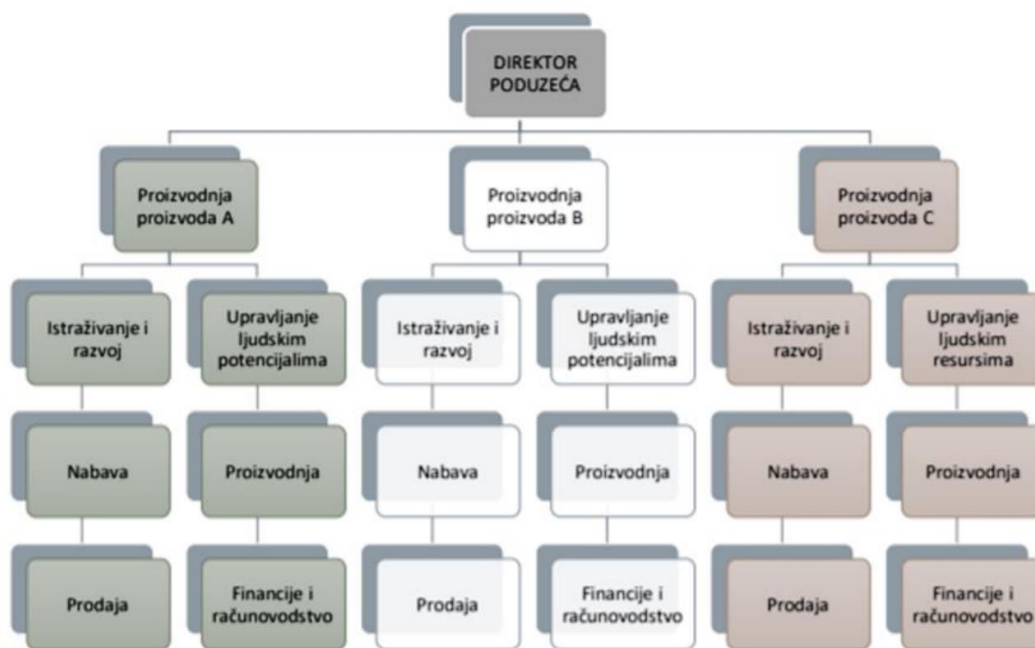 DIREKTOR
PODUZEĆA
Proizvodnja
proizvoda A
Proizvodnja
proizvoda B
Proizvodnja
proizvoda C
Istraživanje i
razvoj
Upravljanje
ljudskim
potencijalima
Istraživanje i
razvoj
Upravljanje
ljudskim
potencijalima
Istraživanje i
razvoj
Upravljanje
ljudskim
resursima
Nabava
Proizvodnja
Nabava
Proizvodnja
Nabava
Proizvodnja
Prodaja
Financije i
računovodstvo
Prodaja
Financije i
računovodstvo
Prodaja
Financije i
računovodstvo